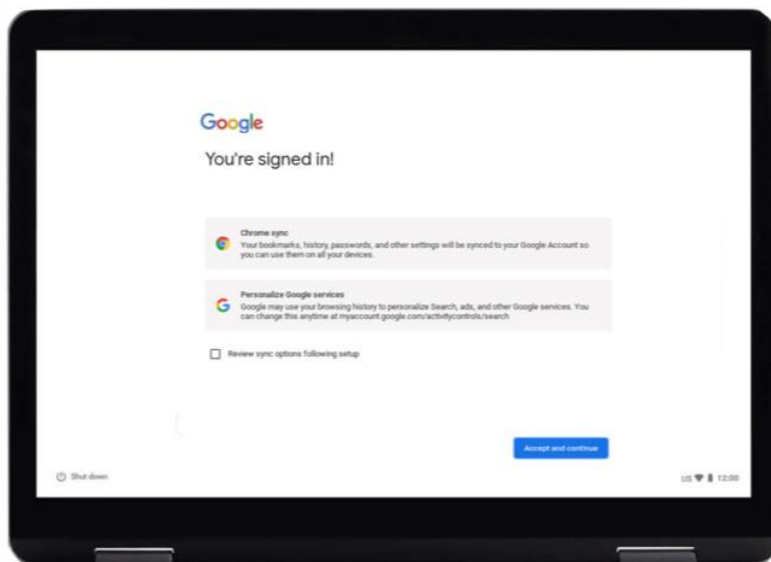 Google
You're signed in!
Chrome sync
Your bookmarks, history, passwords, and other settings will be synced to your Google Account so
you can use them on all your devices.
Personalize Google services
Google may use your browsing history to personalize Search, ads, and other Google services. You
can change this anytime at myaccount.google.com/activitycontrols/search
Review sync options following setup
Accept and continue
Shut down
US 12:00